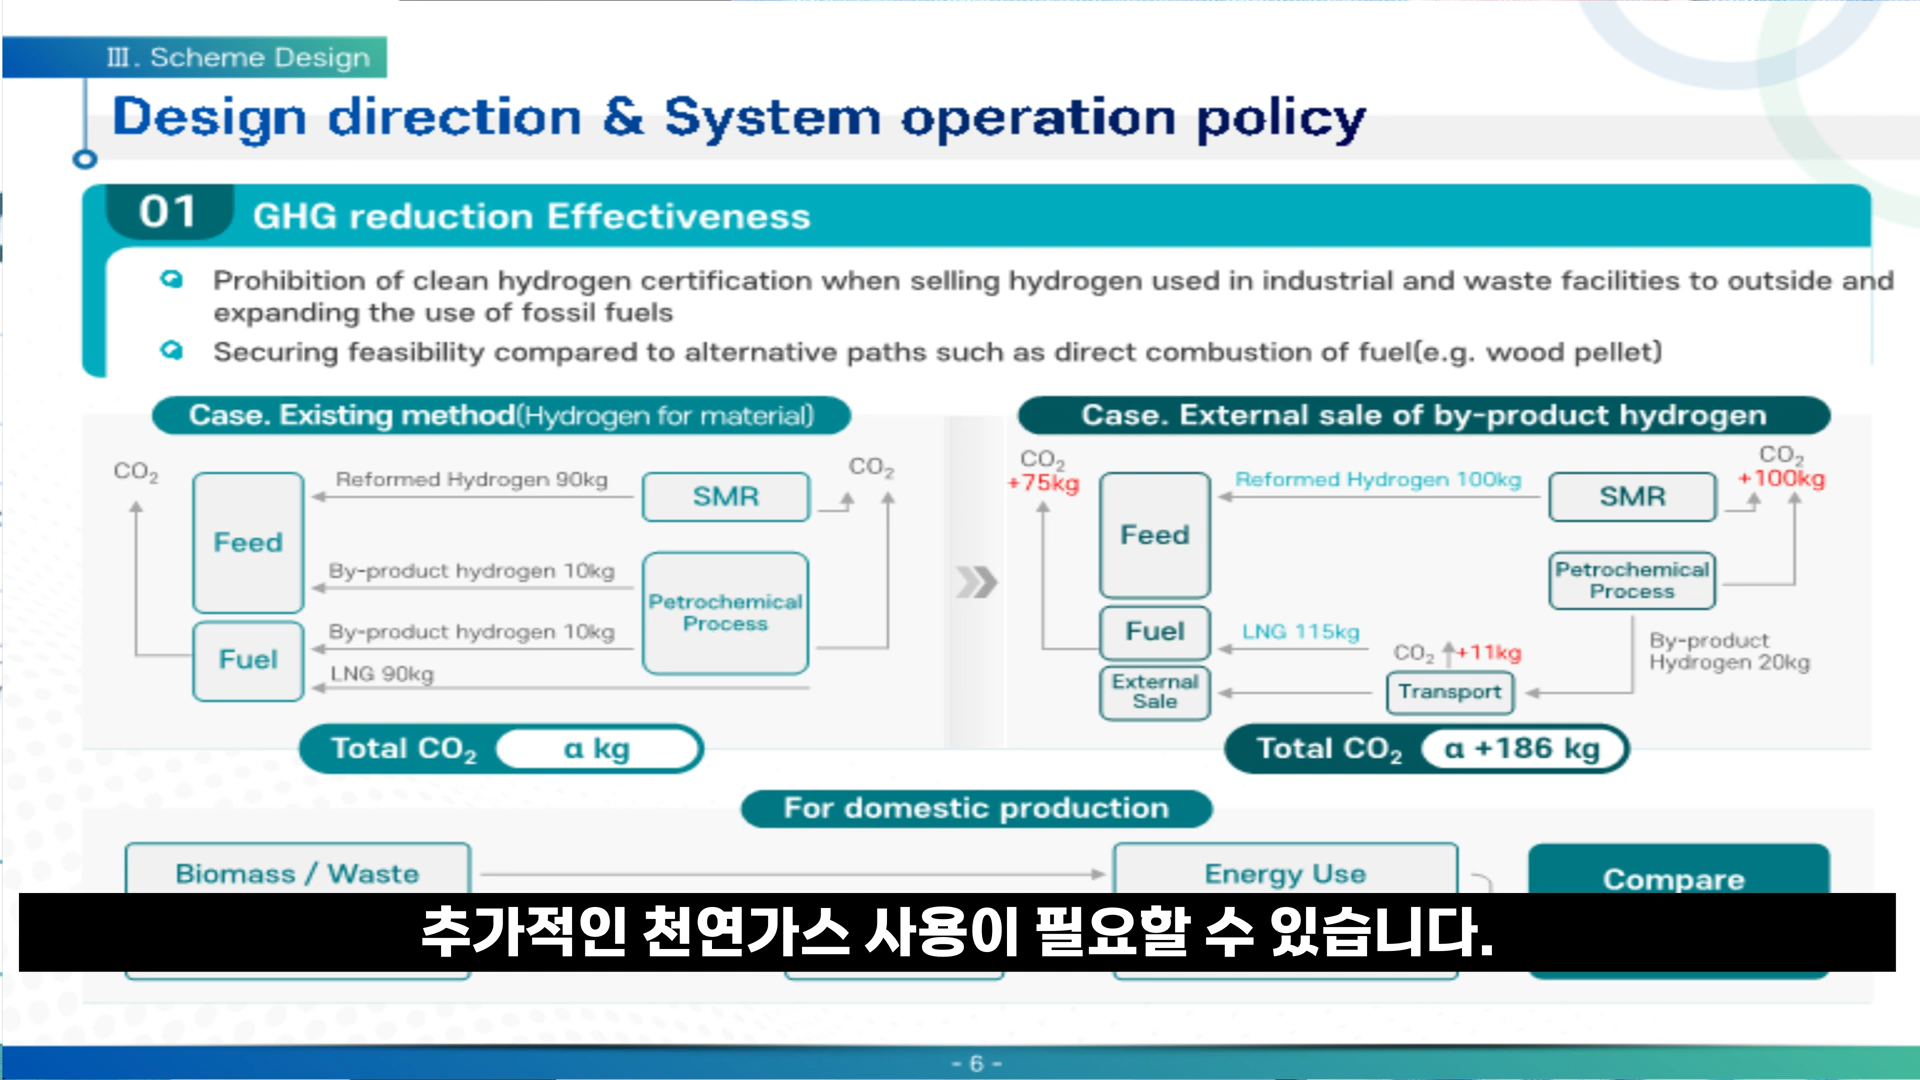 Ⅲ. Scheme Design
Design direction & System operation policy
01 GHG reduction Effectiveness
Prohibition of clean hydrogen certification when selling hydrogen used in industrial and waste facilities to outside and
expanding the use of fossil fuels
Securing feasibility compared to alternative paths such as direct combustion of fuel(e.g. wood pellet)
Case. Existing method(Hydrogen for material)
CO₂
Reformed Hydrogen 90kg
SMR
CO₂
Feed
By-product hydrogen 10kg
Petrochemical
Process
By-product hydrogen 10kg
Fuel
LNG 90kg
Total CO₂ α kg
Case. External sale of by-product hydrogen
CO₂
+75kg
Reformed Hydrogen 100kg
SMR
CO₂
+100kg
Feed
Petrochemical
Process
Fuel
LNG 115kg
CO₂ +11kg
By-product
Hydrogen 20kg
External
Sale
Transport
Total CO₂ α +186 kg
For domestic production
Biomass / Waste
Energy Use
Compare
추가적인 천연가스 사용이 필요할 수 있습니다.
- 6 -